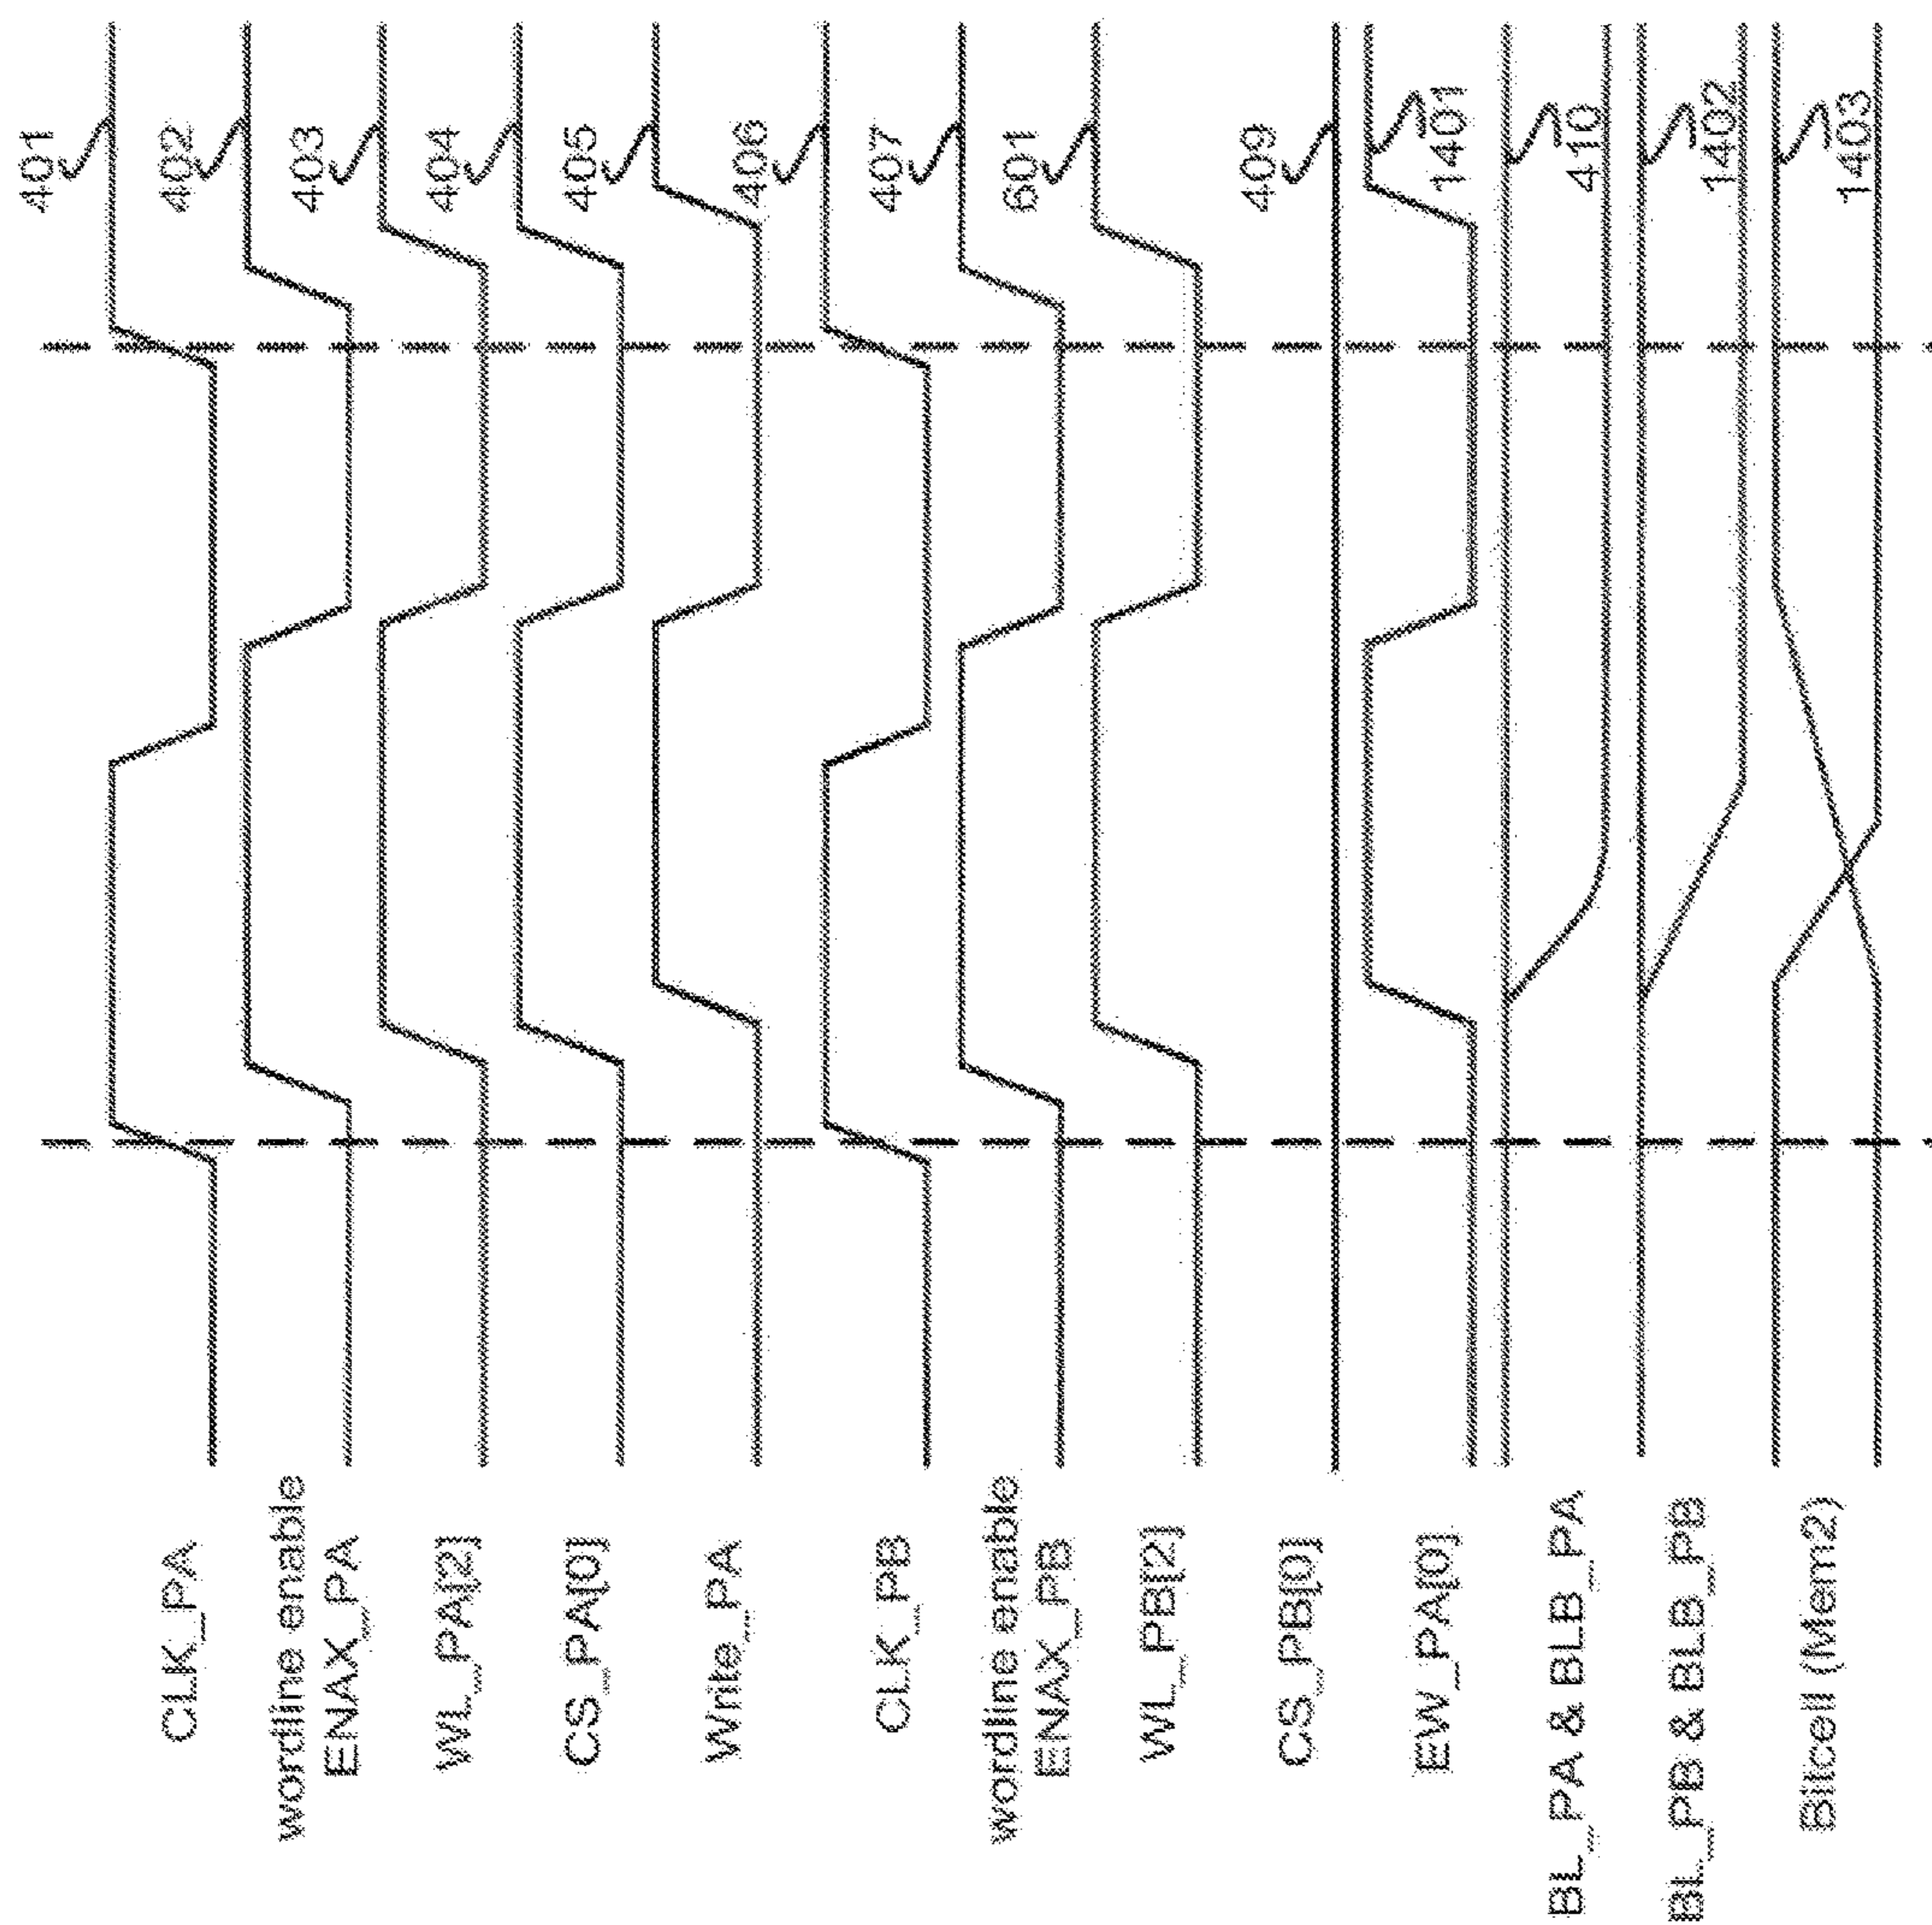 CLK_PA
401
wordline enable
ENAX_PA
402
WL_PA[2]
403
CS_PA[0]
404
Write_PA
405
CLK_PB
406
wordline enable
ENAX_PB
407
WL_PB[2]
601
CS_PB[0]
409
EW_PA[0]
1401
BL_PA & BLB_PA
410
BL_PB & BLB_PB
1402
Bitcell (Mem2)
1403